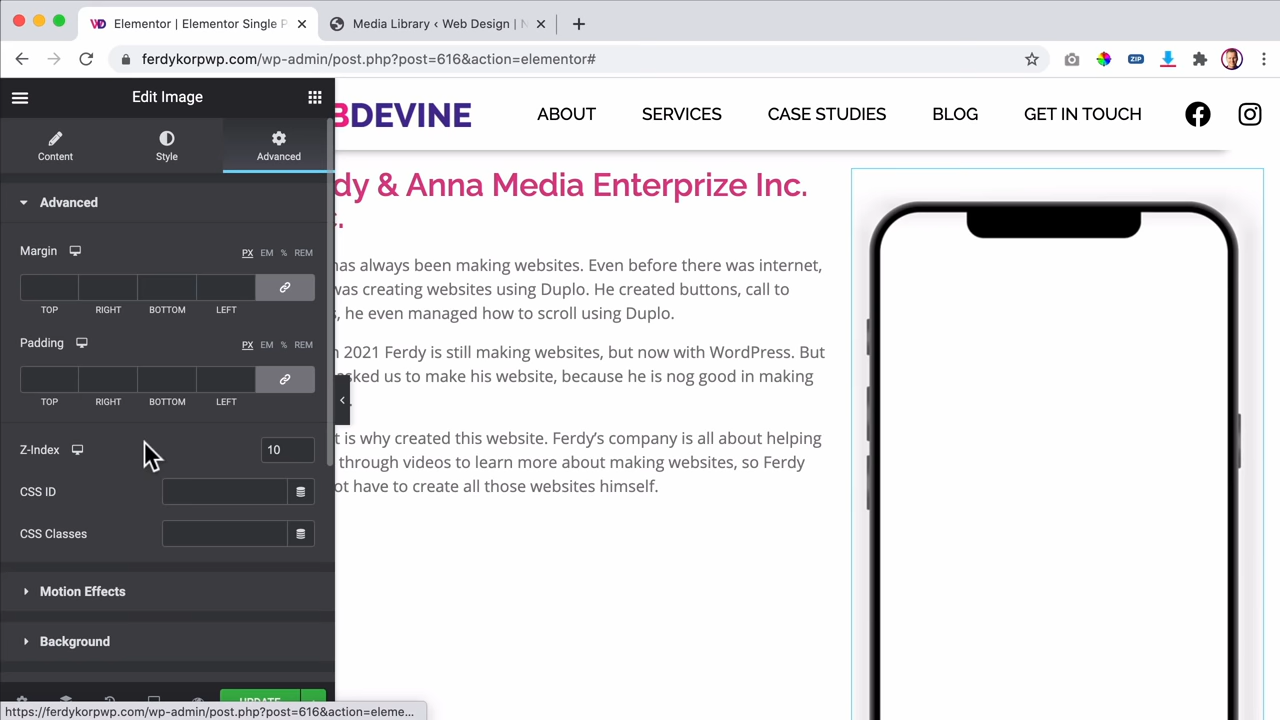 Elementor | Elementor Single P
Media Library ‹ Web Design | N
ferdykorpwp.com/wp-admin/post.php?post=616&action=elementor#
ZIP
Edit Image
BDEVINE
ABOUT
SERVICES
CASE STUDIES
BLOG
GET IN TOUCH
Content
Style
Advanced
Advanced
Margin
PX EM % REM
TOP RIGHT BOTTOM LEFT
Padding
PX EM % REM
TOP RIGHT BOTTOM LEFT
Z-Index
10
CSS ID
CSS Classes
Motion Effects
Background
UPDATE
https://ferdykorpwp.com/wp-admin/post.php?post=616&action=eleme...
dy & Anna Media Enterprize Inc.
has always been making websites. Even before there was internet,
was creating websites using Duplo. He created buttons, call to
, he even managed how to scroll using Duplo.
2021 Ferdy is still making websites, but now with WordPress. But
asked us to make his website, because he is nog good in making
t is why created this website. Ferdy's company is all about helping
through videos to learn more about making websites, so Ferdy
ot have to create all those websites himself.